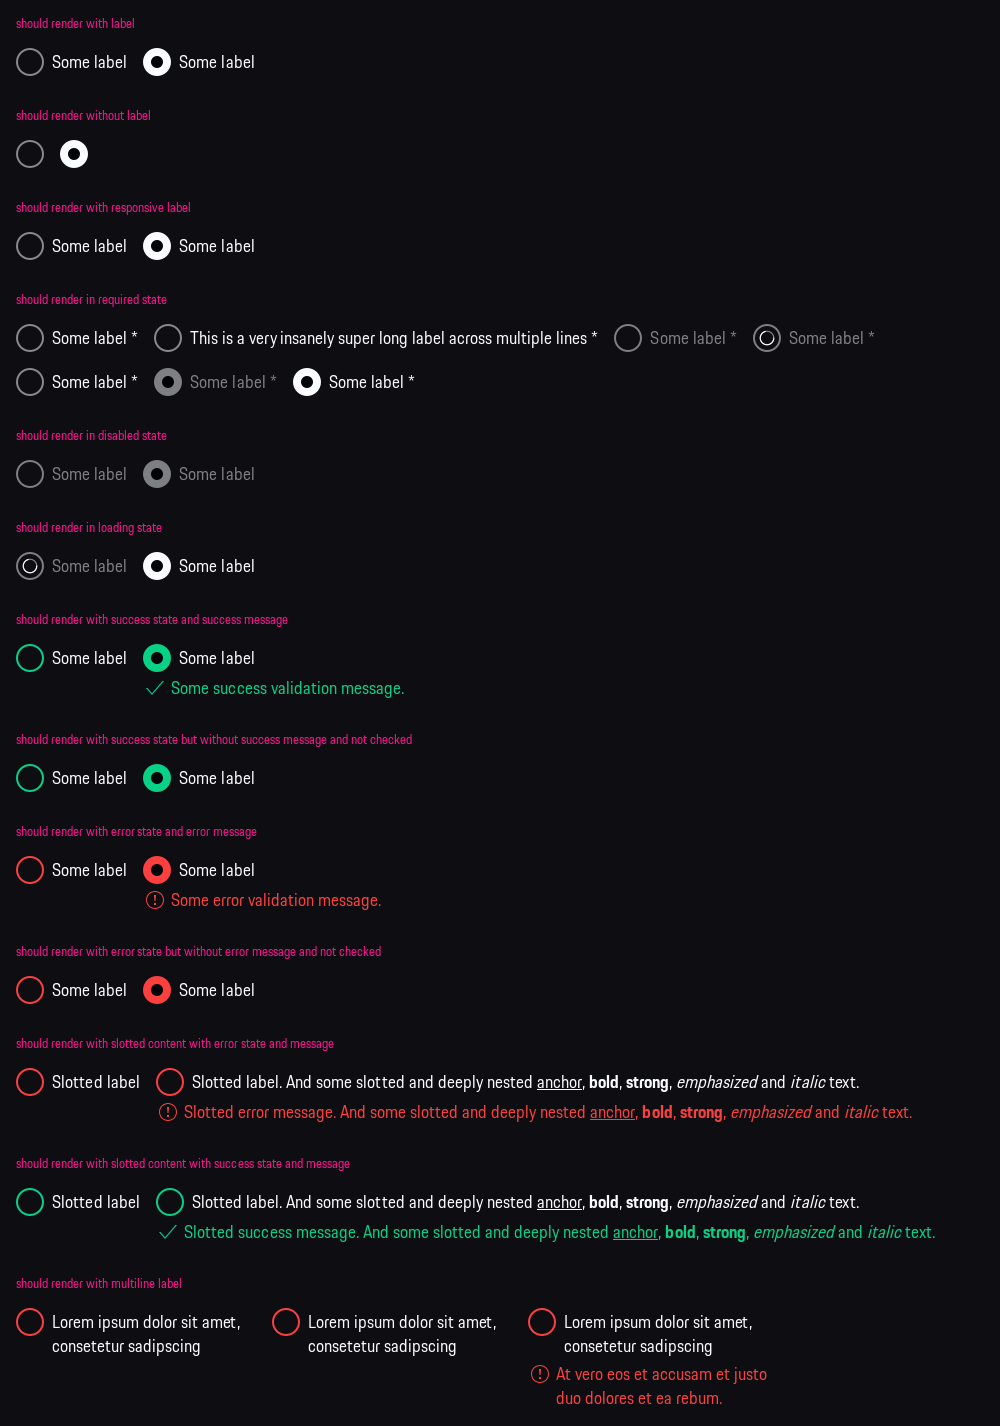 should render with label
Some label Some label
should render without label
should render with responsive label
Some label Some label
should render in required state
Some label * This is a very insanely super long label across multiple lines * Some label * Some label *
Some label * Some label * Some label *
should render in disabled state
Some label Some label
should render in loading state
Some label Some label
should render with success state and success message
Some label Some label
Some success validation message.
should render with success state but without success message and not checked
Some label Some label
should render with error state and error message
Some label Some label
Some error validation message.
should render with error state but without error message and not checked
Some label Some label
should render with slotted content with error state and message
Slotted label Slotted label. And some slotted and deeply nested anchor, bold, strong, emphasized and italic text.
Slotted error message. And some slotted and deeply nested anchor, bold, strong, emphasized and italic text.
should render with slotted content with success state and message
Slotted label Slotted label. And some slotted and deeply nested anchor, bold, strong, emphasized and italic text.
Slotted success message. And some slotted and deeply nested anchor, bold, strong, emphasized and italic text.
should render with multiline label
Lorem ipsum dolor sit amet, Lorem ipsum dolor sit amet, Lorem ipsum dolor sit amet,
consetetur sadipscing consetetur sadipscing consetetur sadipscing
At vero eos et accusam et justo
duo dolores et ea rebum.